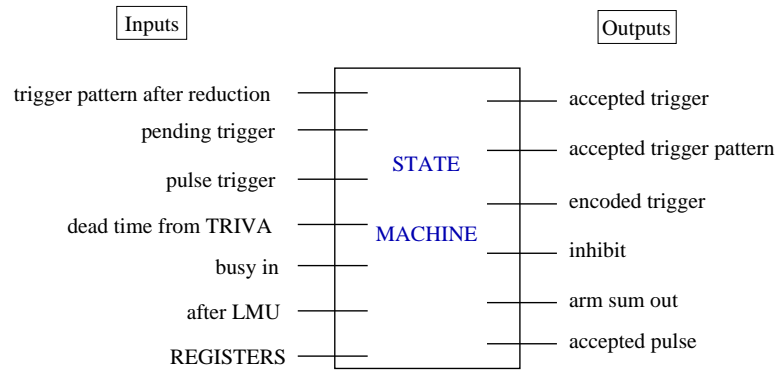 Inputs
Outputs
trigger pattern after reduction
pending trigger
pulse trigger
dead time from TRIVA
busy in
after LMU
REGISTERS
STATE
MACHINE
accepted trigger
accepted trigger pattern
encoded trigger
inhibit
arm sum out
accepted pulse